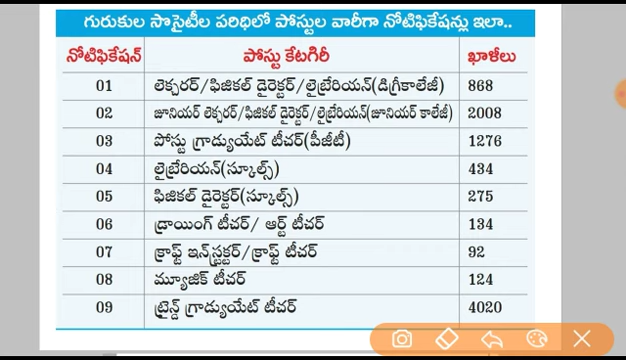 గురుకుల సొసైటీల పరిధిలో పోస్టుల వారీగా నోటిఫికేషన్లు ఇలా..
నోటిఫికేషన్ పోస్టు కేటగిరీ ఖాళీలు
01 లెక్చరర్/ఫిజికల్ డైరెక్టర్/లైబ్రేరియన్(డిగ్రీకాలేజీ) 868
02 జూనియర్ లెక్చరర్/ఫిజికల్ డైరెక్టర్/లైబ్రేరియన్(జూనియర్ కాలేజీ) 2008
03 పోస్టు గ్రాడ్యుయేట్ టీచర్(పీజీటీ) 1276
04 లైబ్రేరియన్(స్కూల్స్) 434
05 ఫిజికల్ డైరెక్టర్(స్కూల్స్) 275
06 డ్రాయింగ్ టీచర్/ ఆర్ట్ టీచర్ 134
07 క్రాఫ్ట్ ఇన్‌స్ట్రక్టర్/క్రాఫ్ట్ టీచర్ 92
08 మ్యూజిక్ టీచర్ 124
09 ట్రైన్డ్ గ్రాడ్యుయేట్ టీచర్ 4020